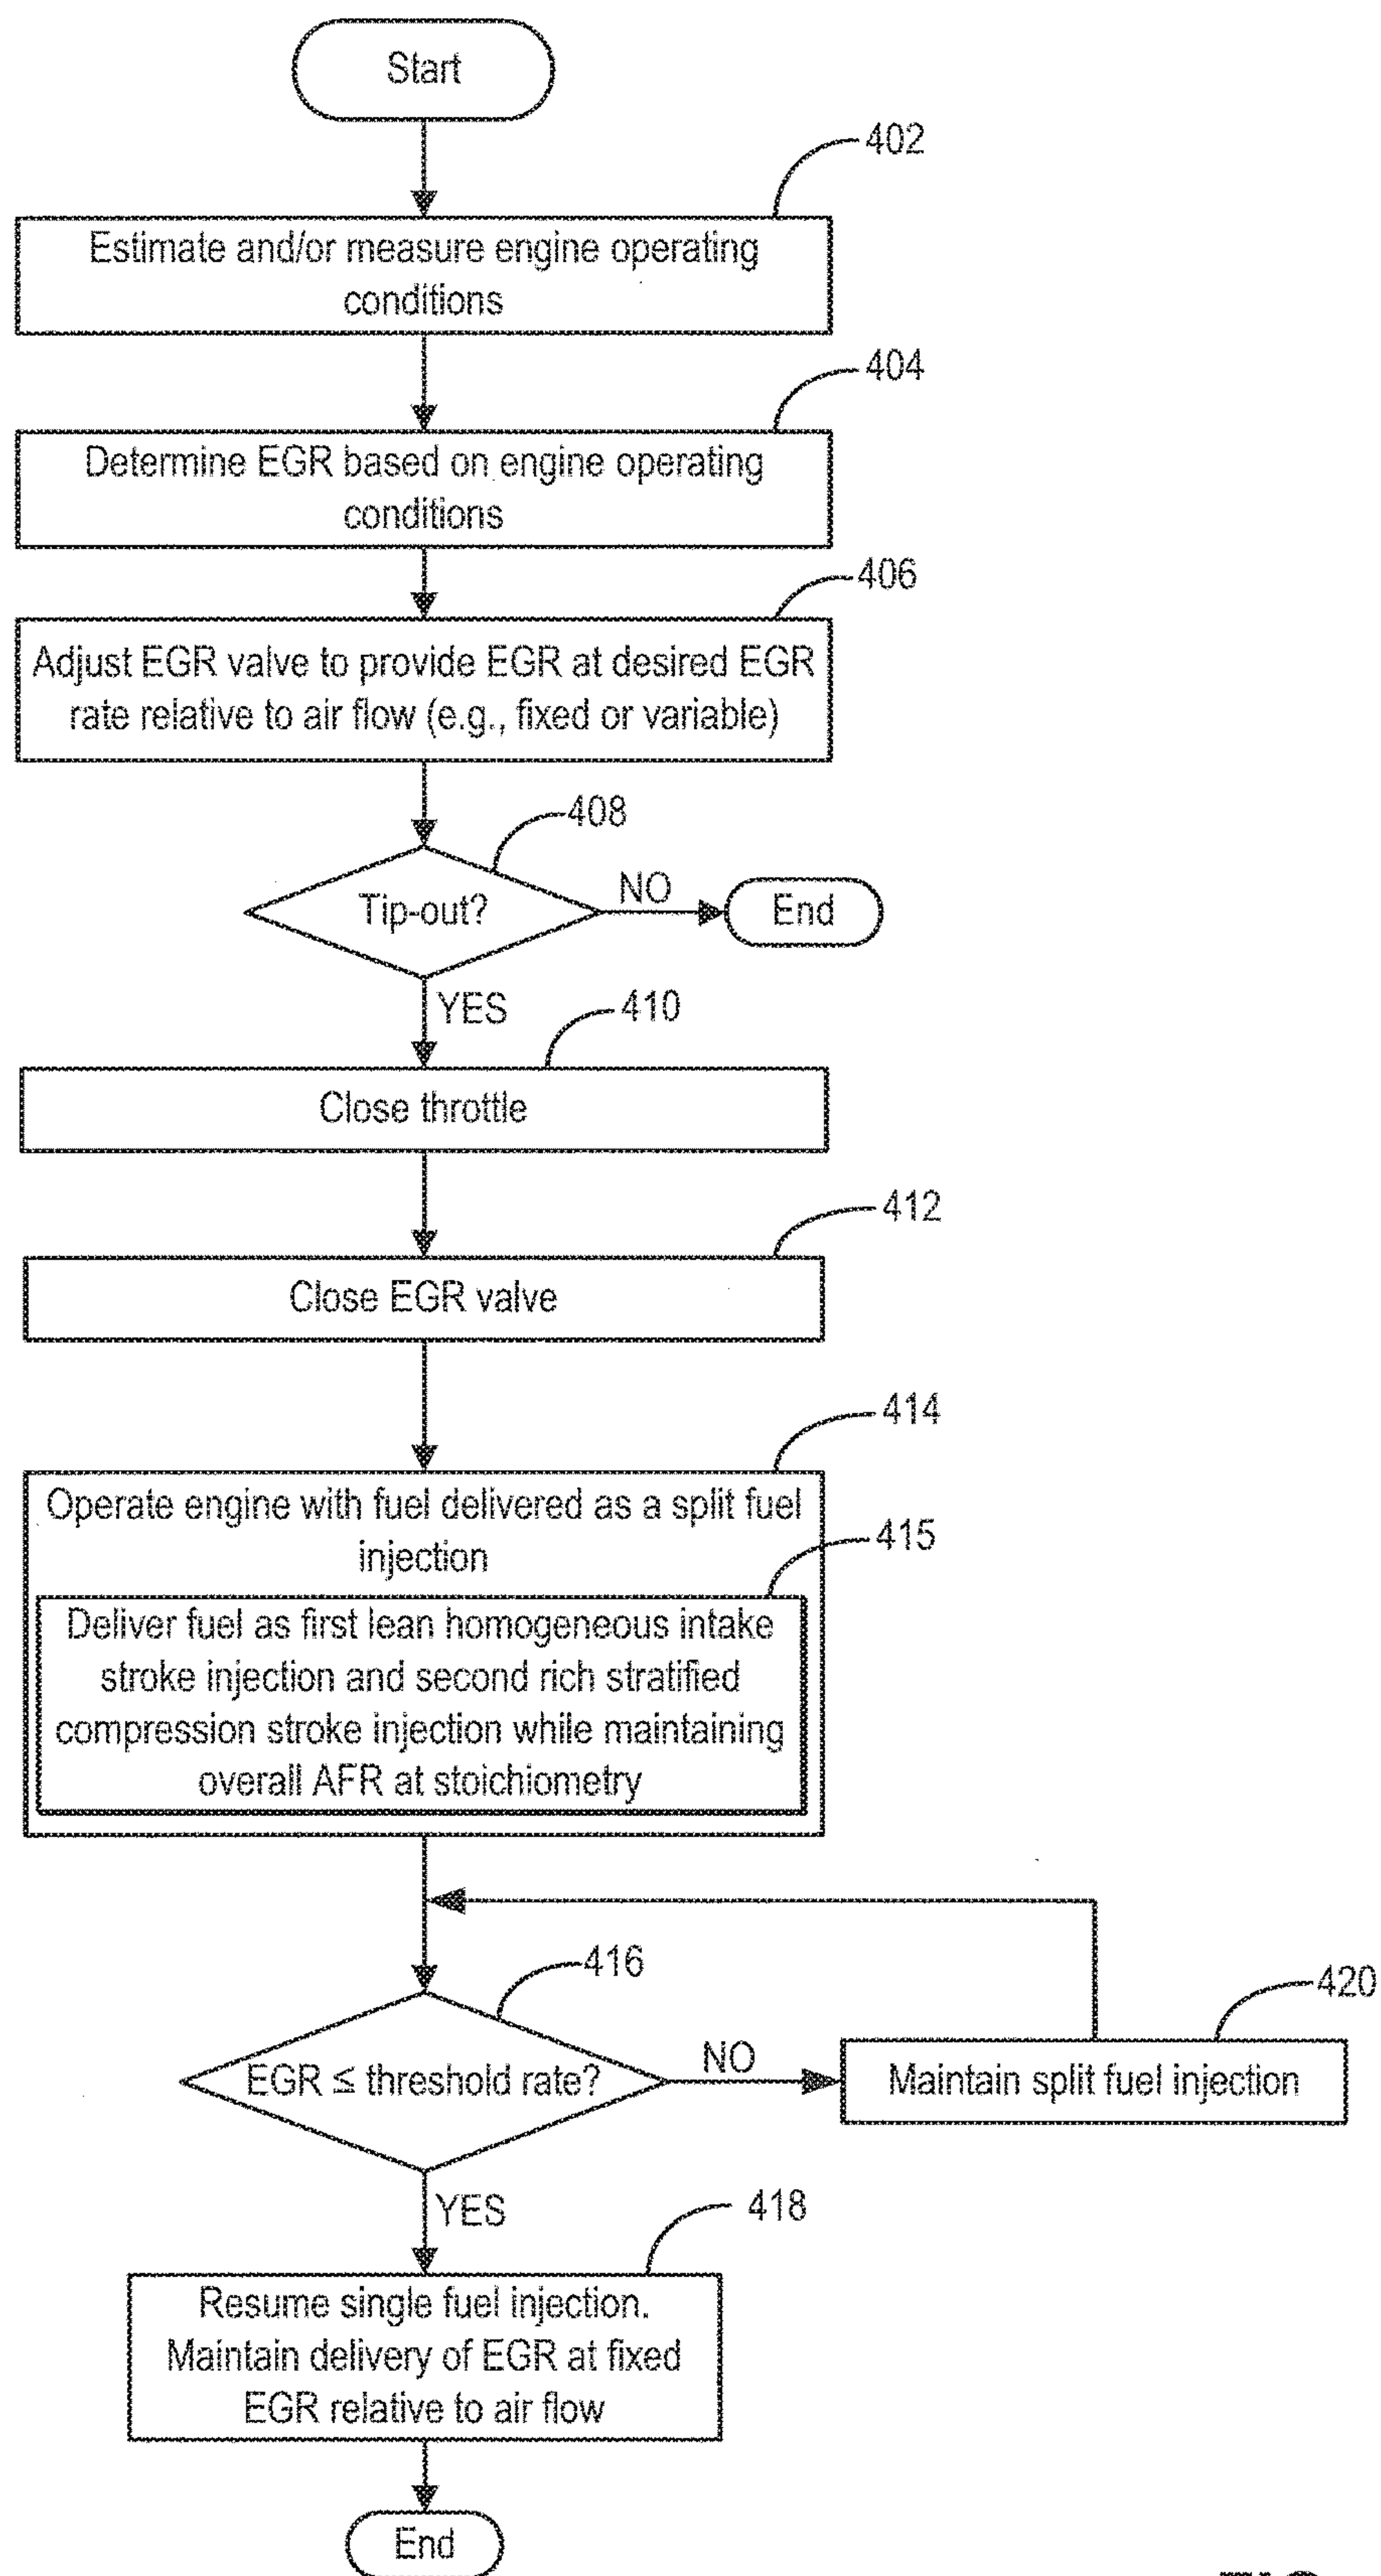 Start
402
Estimate and/or measure engine operating
conditions
404
Determine EGR based on engine operating
conditions
406
Adjust EGR valve to provide EGR at desired EGR
rate relative to air flow (e.g., fixed or variable)
408
Tip-out?
NO
End
YES
410
Close throttle
412
Close EGR valve
414
Operate engine with fuel delivered as a split fuel
injection
415
Deliver fuel as first lean homogeneous intake
stroke injection and second rich stratified
compression stroke injection while maintaining
overall AFR at stoichiometry
416
EGR ≤ threshold rate?
NO
420
Maintain split fuel injection
YES
418
Resume single fuel injection.
Maintain delivery of EGR at fixed
EGR relative to air flow
End